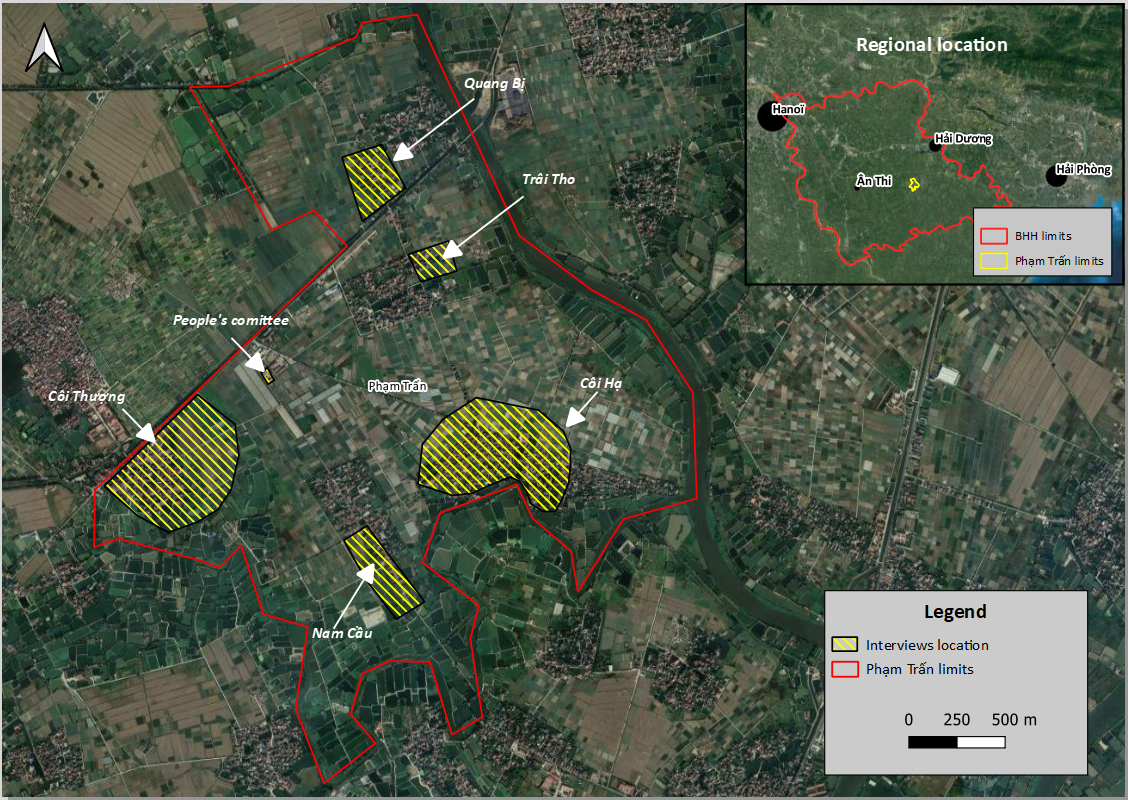 Regional location
Hanoï
Hải Dương
Hải Phòng
Ân Thi
BHH limits
Phạm Trấn limits
Quang Bị
Trâi Tho
People's comittee
Phạm Trấn
Côi Hạ
Côi Thượng
Nam Cầu
Legend
Interviews location
Phạm Trấn limits
0 250 500 m